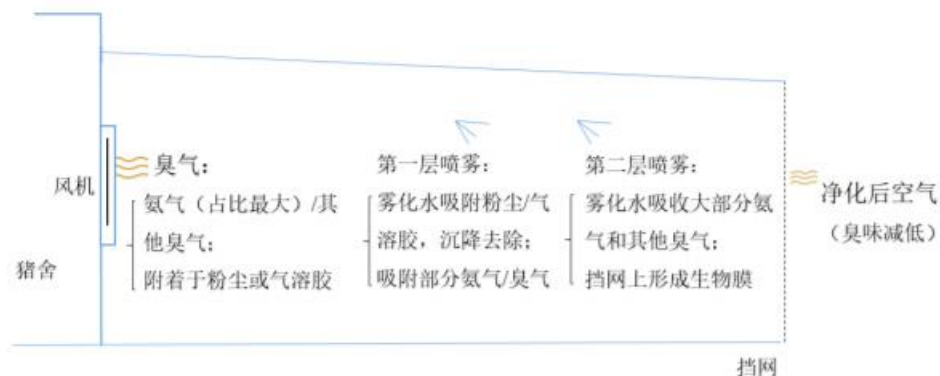 风机
猪舍
臭气：
氨气（占比最大）/其
他臭气；
附着于粉尘或气溶胶
第一层喷雾：
雾化水吸附粉尘/气
溶胶，沉降去除；
吸附部分氨气/臭气
第二层喷雾：
雾化水吸收大部分氨
气和其他臭气；
挡网上形成生物膜
净化后空气
（臭味减低）
挡网